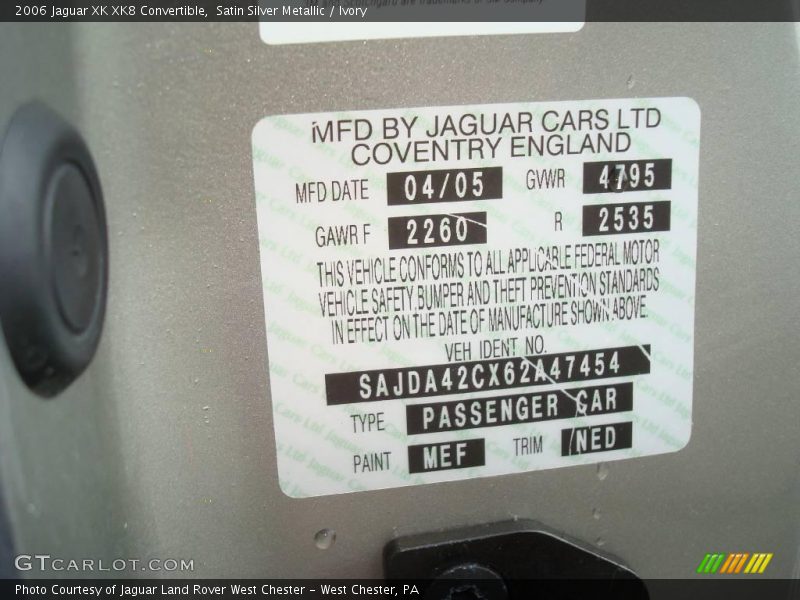 2006 Jaguar XK XK8 Convertible, Satin Silver Metallic / Ivory
MFD BY JAGUAR CARS LTD
COVENTRY ENGLAND
MFD DATE 04/05 GVWR 4795
GAWR F 2260 R 2535
THIS VEHICLE CONFORMS TO ALL APPLICABLE FEDERAL MOTOR
VEHICLE SAFETY, BUMPER AND THEFT PREVENTION STANDARDS
IN EFFECT ON THE DATE OF MANUFACTURE SHOWN ABOVE.
VEH IDENT NO.
SAJDA42CX62A47454
TYPE PASSENGER CAR
PAINT MEF TRIM NED
GTCARLOT.COM
Photo Courtesy of Jaguar Land Rover West Chester – West Chester, PA